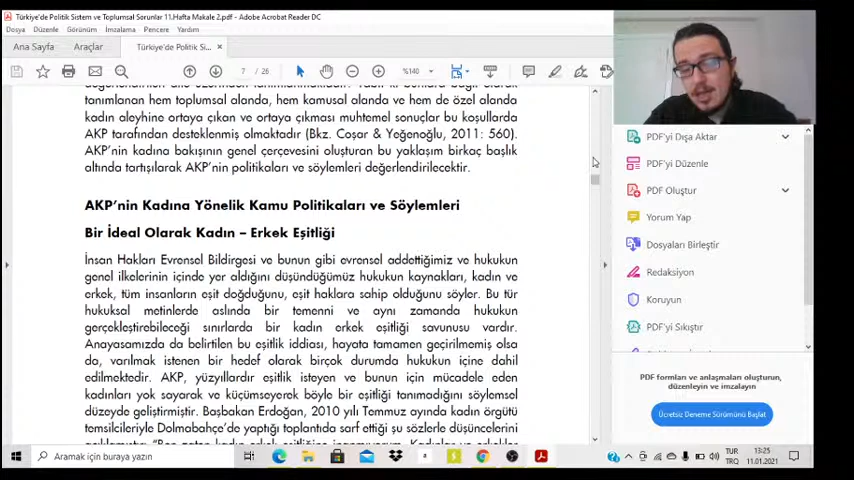 Türkiye'de Politik Sistem ve Toplumsal Sorunlar 11.Hafta Makale 2.pdf - Adobe Acrobat Reader DC
Dosya Düzenle Görünüm İmzalama Pencere Yardım
Ana Sayfa Araçlar Türkiye'de Politik Si... ×
7 / 26 %140
tanımlanan hem toplumsal alanda, hem kamusal alanda ve hem de özel alanda
kadın aleyhine ortaya çıkan ve ortaya çıkması muhtemel sonuçlar bu koşullarda
AKP tarafından desteklenmiş olmaktadır (Bkz. Coşar & Yeğenoğlu, 2011: 560).
AKP'nin kadına bakışının genel çerçevesini oluşturan bu yaklaşım birkaç başlık
altında tartışılarak AKP'nin politikaları ve söylemleri değerlendirilecektir.
AKP'nin Kadına Yönelik Kamu Politikaları ve Söylemleri
Bir İdeal Olarak Kadın – Erkek Eşitliği
İnsan Hakları Evrensel Bildirgesi ve bunun gibi evrensel addettiğimiz ve hukukun
genel ilkelerinin içinde yer aldığını düşündüğümüz hukukun kaynakları, kadın ve
erkek, tüm insanların eşit doğduğunu, eşit haklara sahip olduğunu söyler. Bu tür
hukuksal metinlerde aslında bir temenni ve aynı zamanda hukukun
gerçekleştirebileceği sınırlarda bir kadın erkek eşitliği savunusu vardır.
Anayasamızda da belirtilen bu eşitlik iddiası, hayata tamamen geçirilmemiş olsa
da, varılmak istenen bir hedef olarak birçok durumda hukukun içine dahil
edilmektedir. AKP, yüzyıllardır eşitlik isteyen ve bunun için mücadele eden
kadınları yok sayarak ve küçümseyerek böyle bir eşitliği tanımadığını söylemsel
düzeyde geliştirmiştir. Başbakan Erdoğan, 2010 yılı Temmuz ayında kadın örgütü
temsilcileriyle Dolmabahçe'de yaptığı toplantıda sarf ettiği şu sözlerle düşüncelerini
PDF'yi Dışa Aktar
PDF'yi Düzenle
PDF Oluştur
Yorum Yap
Dosyaları Birleştir
Redaksiyon
Koruyun
PDF'yi Sıkıştır
PDF formları ve anlaşmaları oluşturun,
düzenleyin ve imzalayın
Ücretsiz Deneme Sürümünü Başlat
Aramak için buraya yazın
TUR
TRQ
13:25
11.01.2021